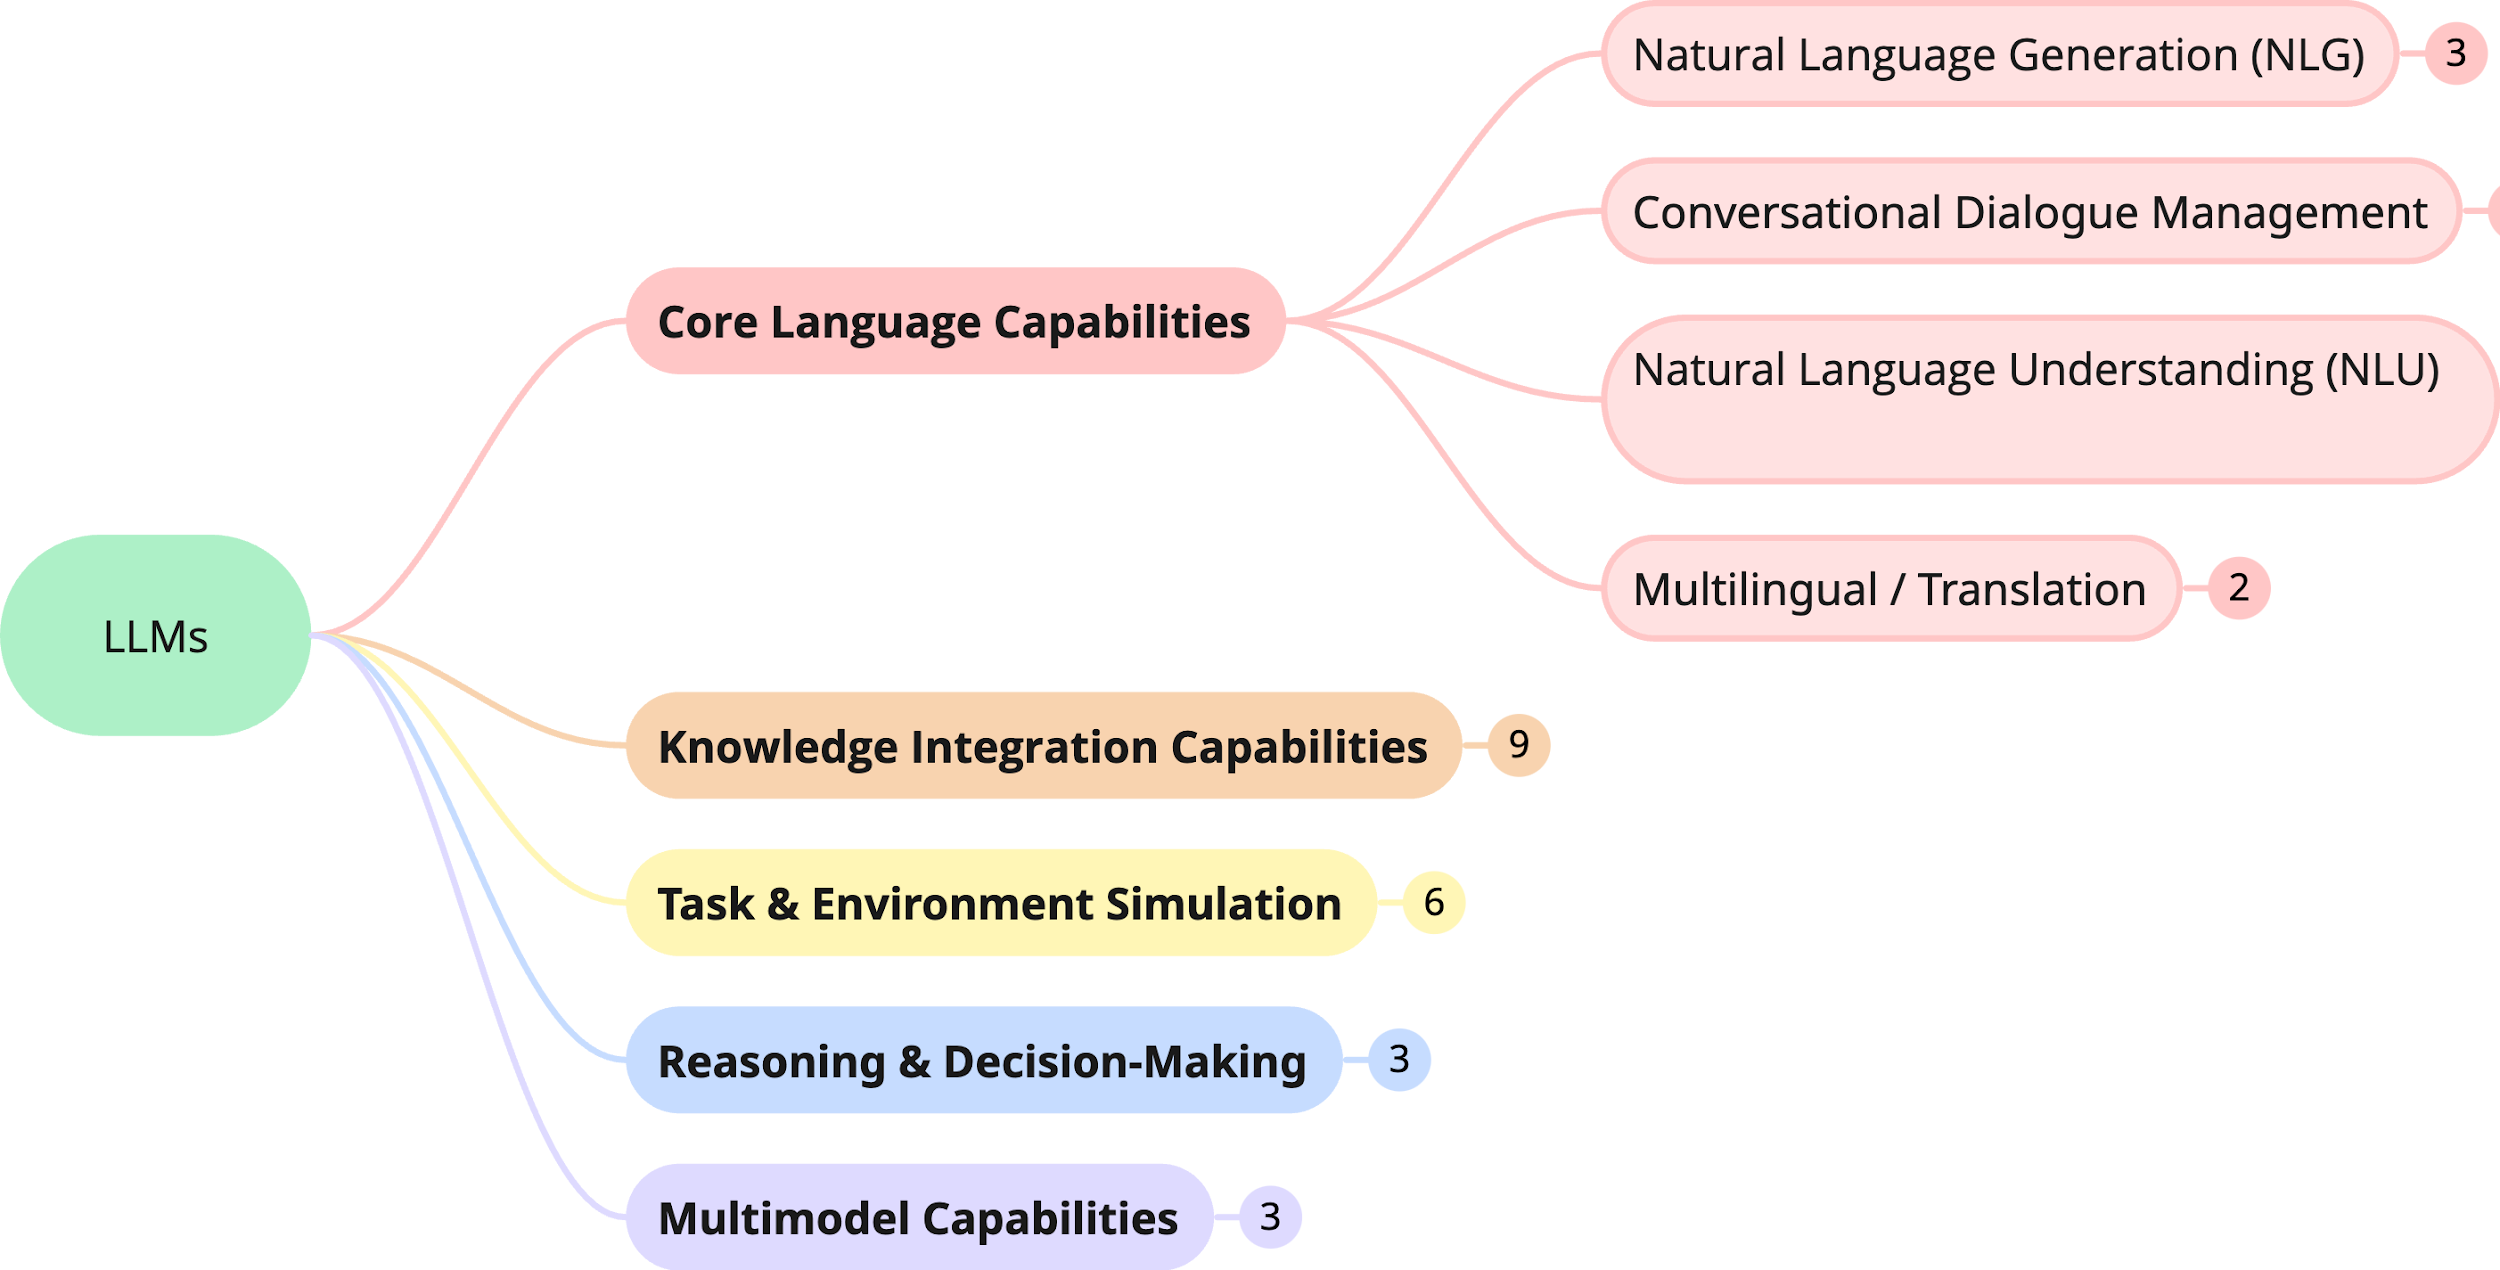 Natural Language Generation (NLG)
3
Conversational Dialogue Management
Core Language Capabilities
Natural Language Understanding (NLU)
Multilingual / Translation
2
LLMs
Knowledge Integration Capabilities
9
Task & Environment Simulation
6
Reasoning & Decision-Making
3
Multimodel Capabilities
3